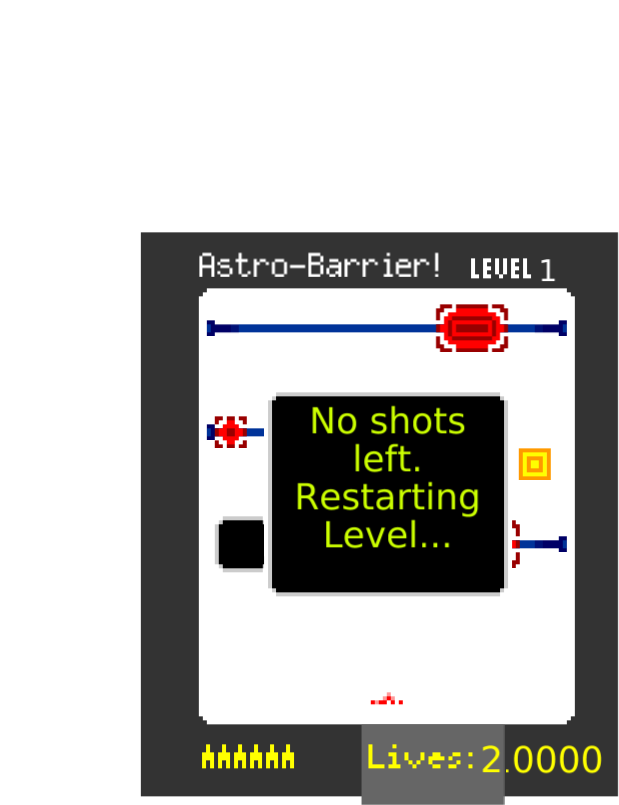 Astro-Barrier! LEVEL 1
No shots
left.
Restarting
Level...
Lives:2.0000